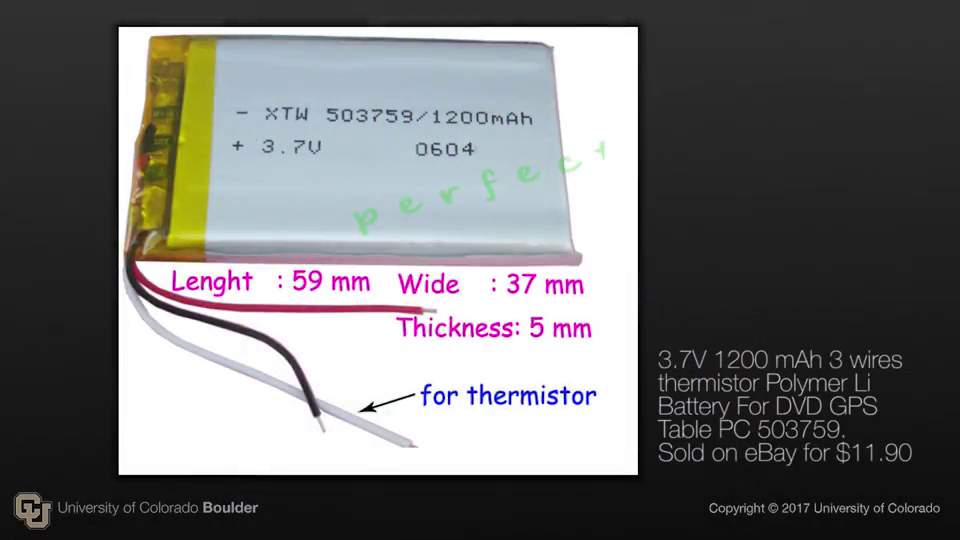 - XTW 503759/1200mAh
+ 3.7V 0604
perfect
Lenght : 59 mm Wide : 37 mm
Thickness: 5 mm
for thermistor
3.7V 1200 mAh 3 wires
thermistor Polymer Li
Battery For DVD GPS
Table PC 503759.
Sold on eBay for $11.90
CU University of Colorado Boulder
Copyright © 2017 University of Colorado